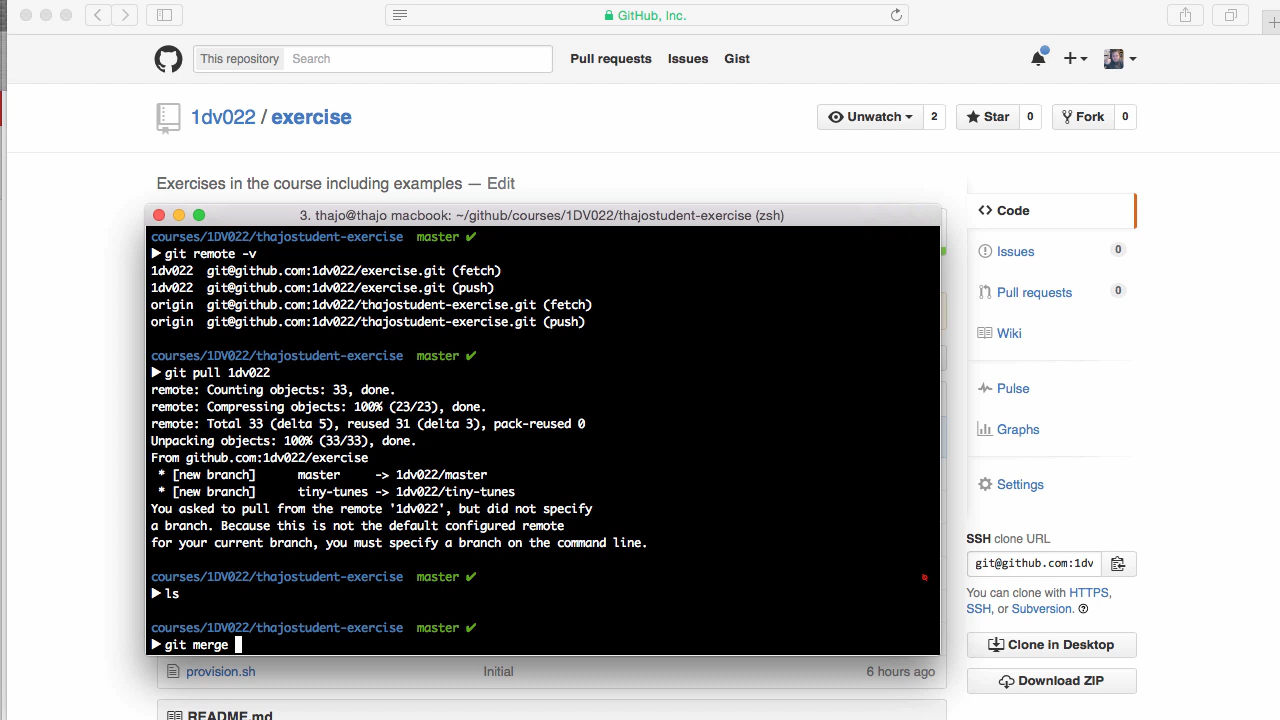 GitHub, Inc.
This repository Search Pull requests Issues Gist
1dv022 / exercise
Unwatch 2 Star 0 Fork 0
Exercises in the course including examples — Edit
3. thajo@thajo macbook: ~/github/courses/1DV022/thajostudent-exercise (zsh)
courses/1DV022/thajostudent-exercise master ✔
▶ git remote -v
1dv022 git@github.com:1dv022/exercise.git (fetch)
1dv022 git@github.com:1dv022/exercise.git (push)
origin git@github.com:1dv022/thajostudent-exercise.git (fetch)
origin git@github.com:1dv022/thajostudent-exercise.git (push)
courses/1DV022/thajostudent-exercise master ✔
▶ git pull 1dv022
remote: Counting objects: 33, done.
remote: Compressing objects: 100% (23/23), done.
remote: Total 33 (delta 5), reused 31 (delta 3), pack-reused 0
Unpacking objects: 100% (33/33), done.
From github.com:1dv022/exercise
* [new branch] master -> 1dv022/master
* [new branch] tiny-tunes -> 1dv022/tiny-tunes
You asked to pull from the remote '1dv022', but did not specify
a branch. Because this is not the default configured remote
for your current branch, you must specify a branch on the command line.
courses/1DV022/thajostudent-exercise master ✔
▶ ls
courses/1DV022/thajostudent-exercise master ✔
▶ git merge
provision.sh Initial 6 hours ago
README.md
Code
Issues 0
Pull requests 0
Wiki
Pulse
Graphs
Settings
SSH clone URL
git@github.com:1dv
You can clone with HTTPS,
SSH, or Subversion.
Clone in Desktop
Download ZIP